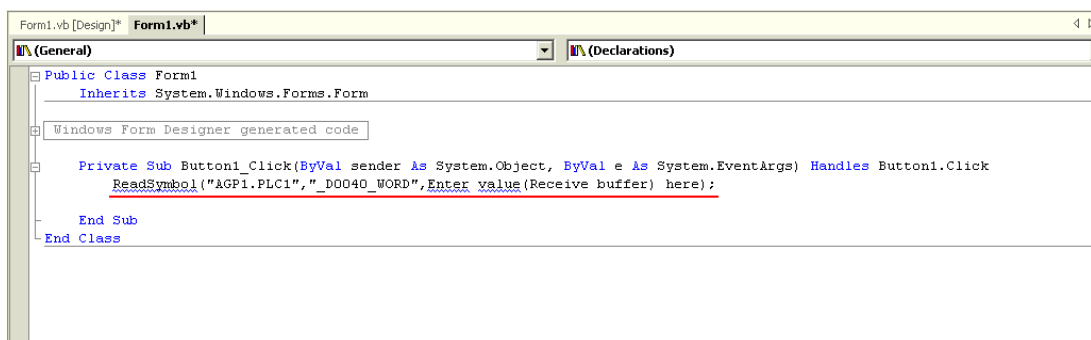 Form1.vb [Design]* Form1.vb*
(General) (Declarations)
Public Class Form1
Inherits System.Windows.Forms.Form
Windows Form Designer generated code
Private Sub Button1_Click(ByVal sender As System.Object, ByVal e As System.EventArgs) Handles Button1.Click
ReadSymbol("AGP1.PLC1","_D0040_WORD",Enter value(Receive buffer) here);
End Sub
End Class